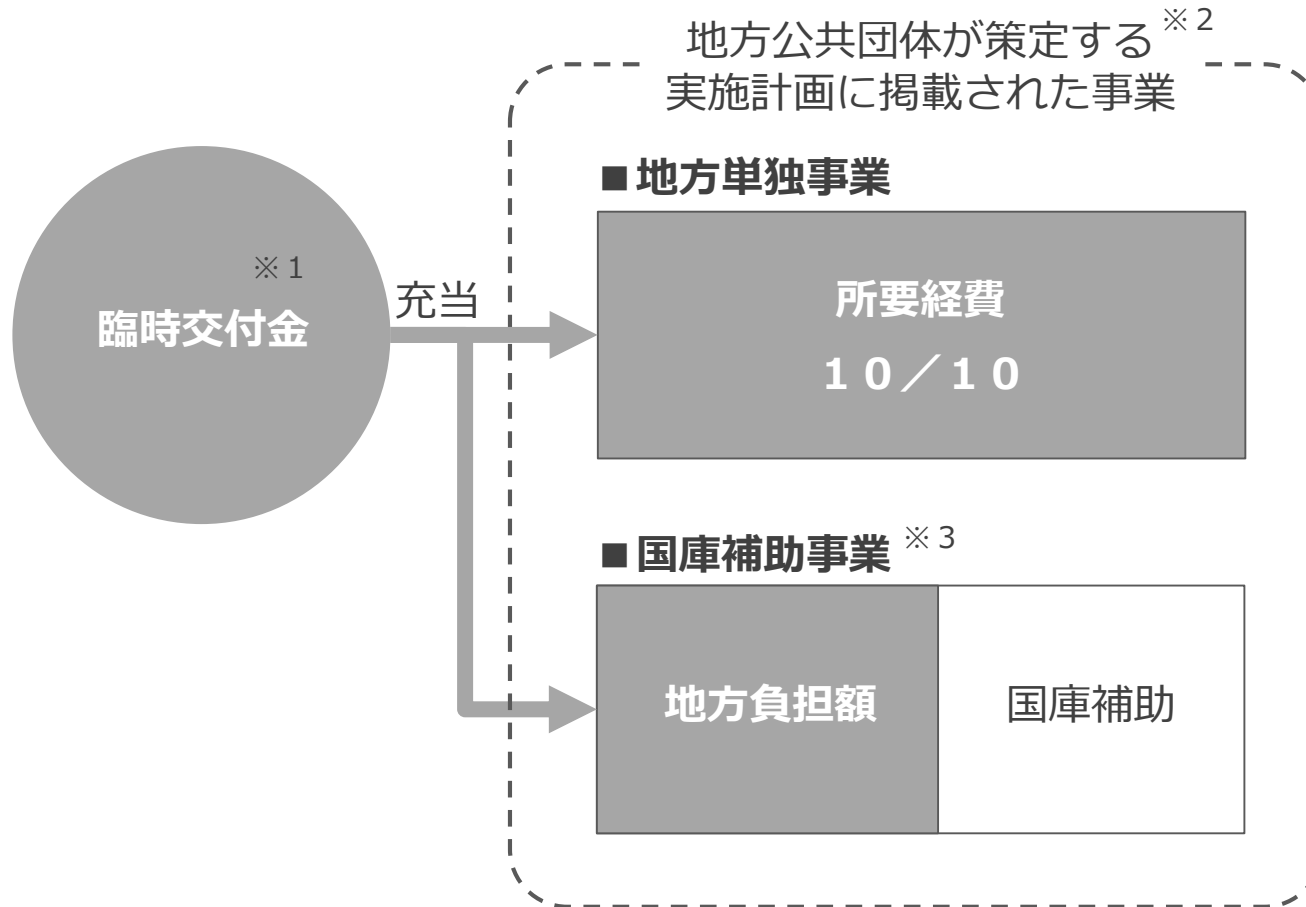 地方公共団体が策定する※2
実施計画に掲載された事業
■地方単独事業
※1
臨時交付金
充当
所要経費
１０／１０
■国庫補助事業※3
地方負担額
国庫補助